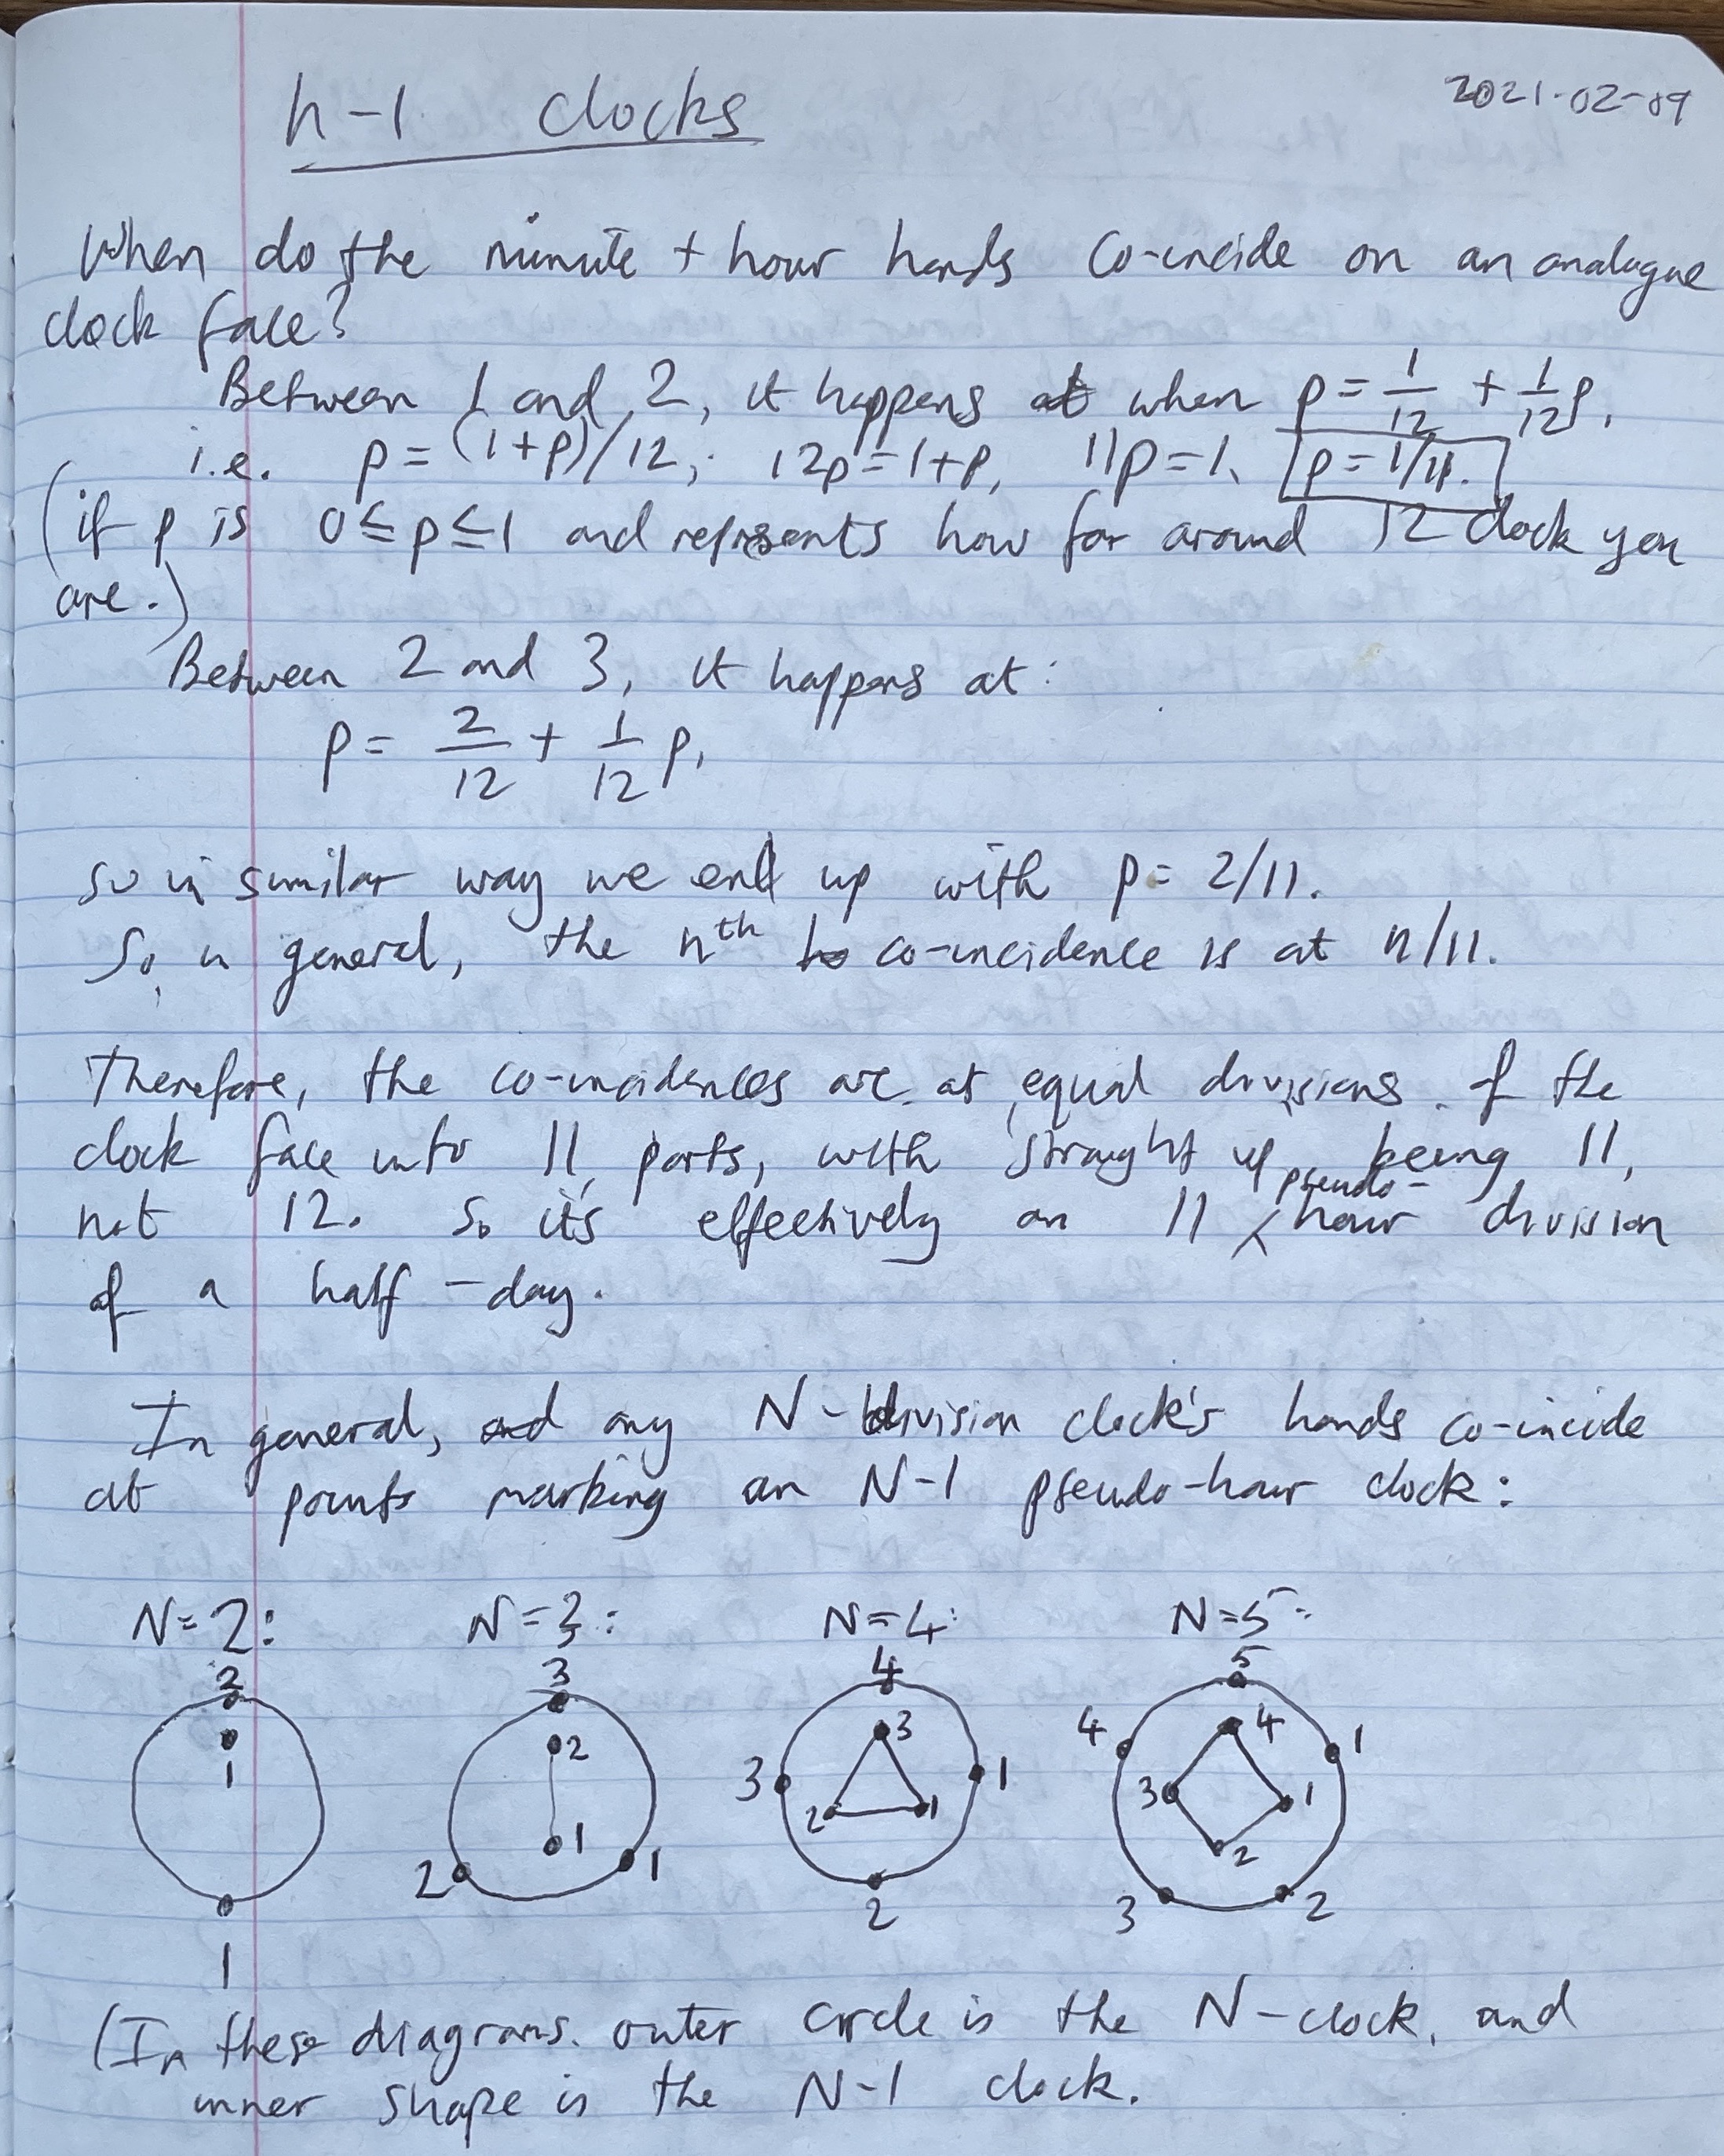 n-1 clocks
2021-02-09
When do the minute + hour hands co-incide on an analogue
clock face?
Between 1 and 2, it happens at when p = 1/12 + 1/12 p,
i.e. p = (1+p)/12, 12p = 1+p, 11p = 1, p = 1/11.
(if p is 0 ≤ p ≤ 1 and represents how far around 12 clock you
are.)
Between 2 and 3, it happens at:
p = 2/12 + 1/12 p,
so in similar way we end up with p = 2/11.
So, in general, the nth co-incidence is at n/11.
Therefore, the co-incidences are at equal divisions of the
clock face into 11 parts, with straight up being 11,
not 12. So it's effectively an 11 pseudo-hour division
of a half-day.
In general, and any N-division clock's hands co-incide
at points marking an N-1 pseudo-hour clock:
N=2: N=3: N=4: N=5:
2 1 1
3 2 1 1 2
4 3 3 1 2 1 2
5 4 4 1 3 1 2 3 2
(In these diagrams, outer circle is the N-clock, and
inner shape is the N-1 clock.